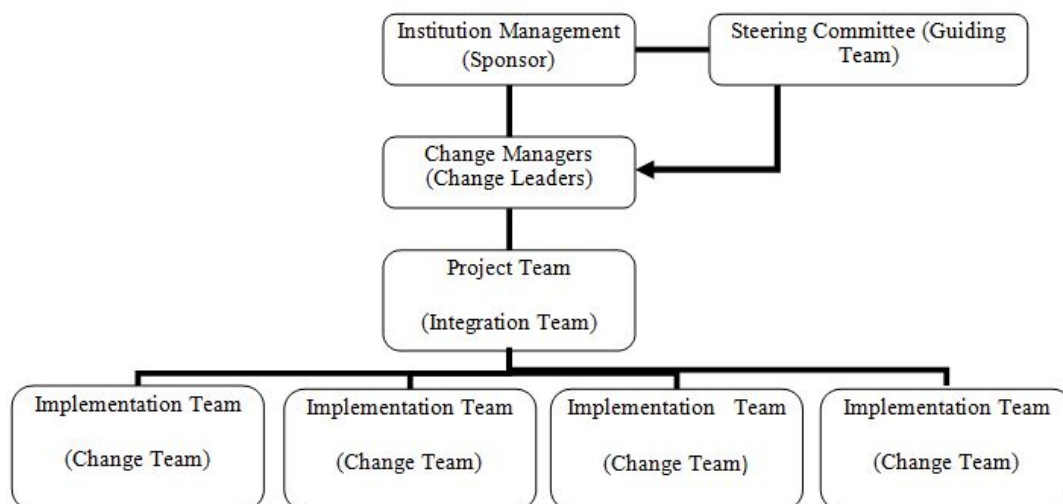 Institution Management
(Sponsor)
Steering Committee (Guiding
Team)
Change Managers
(Change Leaders)
Project Team
(Integration Team)
Implementation Team
(Change Team)
Implementation Team
(Change Team)
Implementation Team
(Change Team)
Implementation Team
(Change Team)